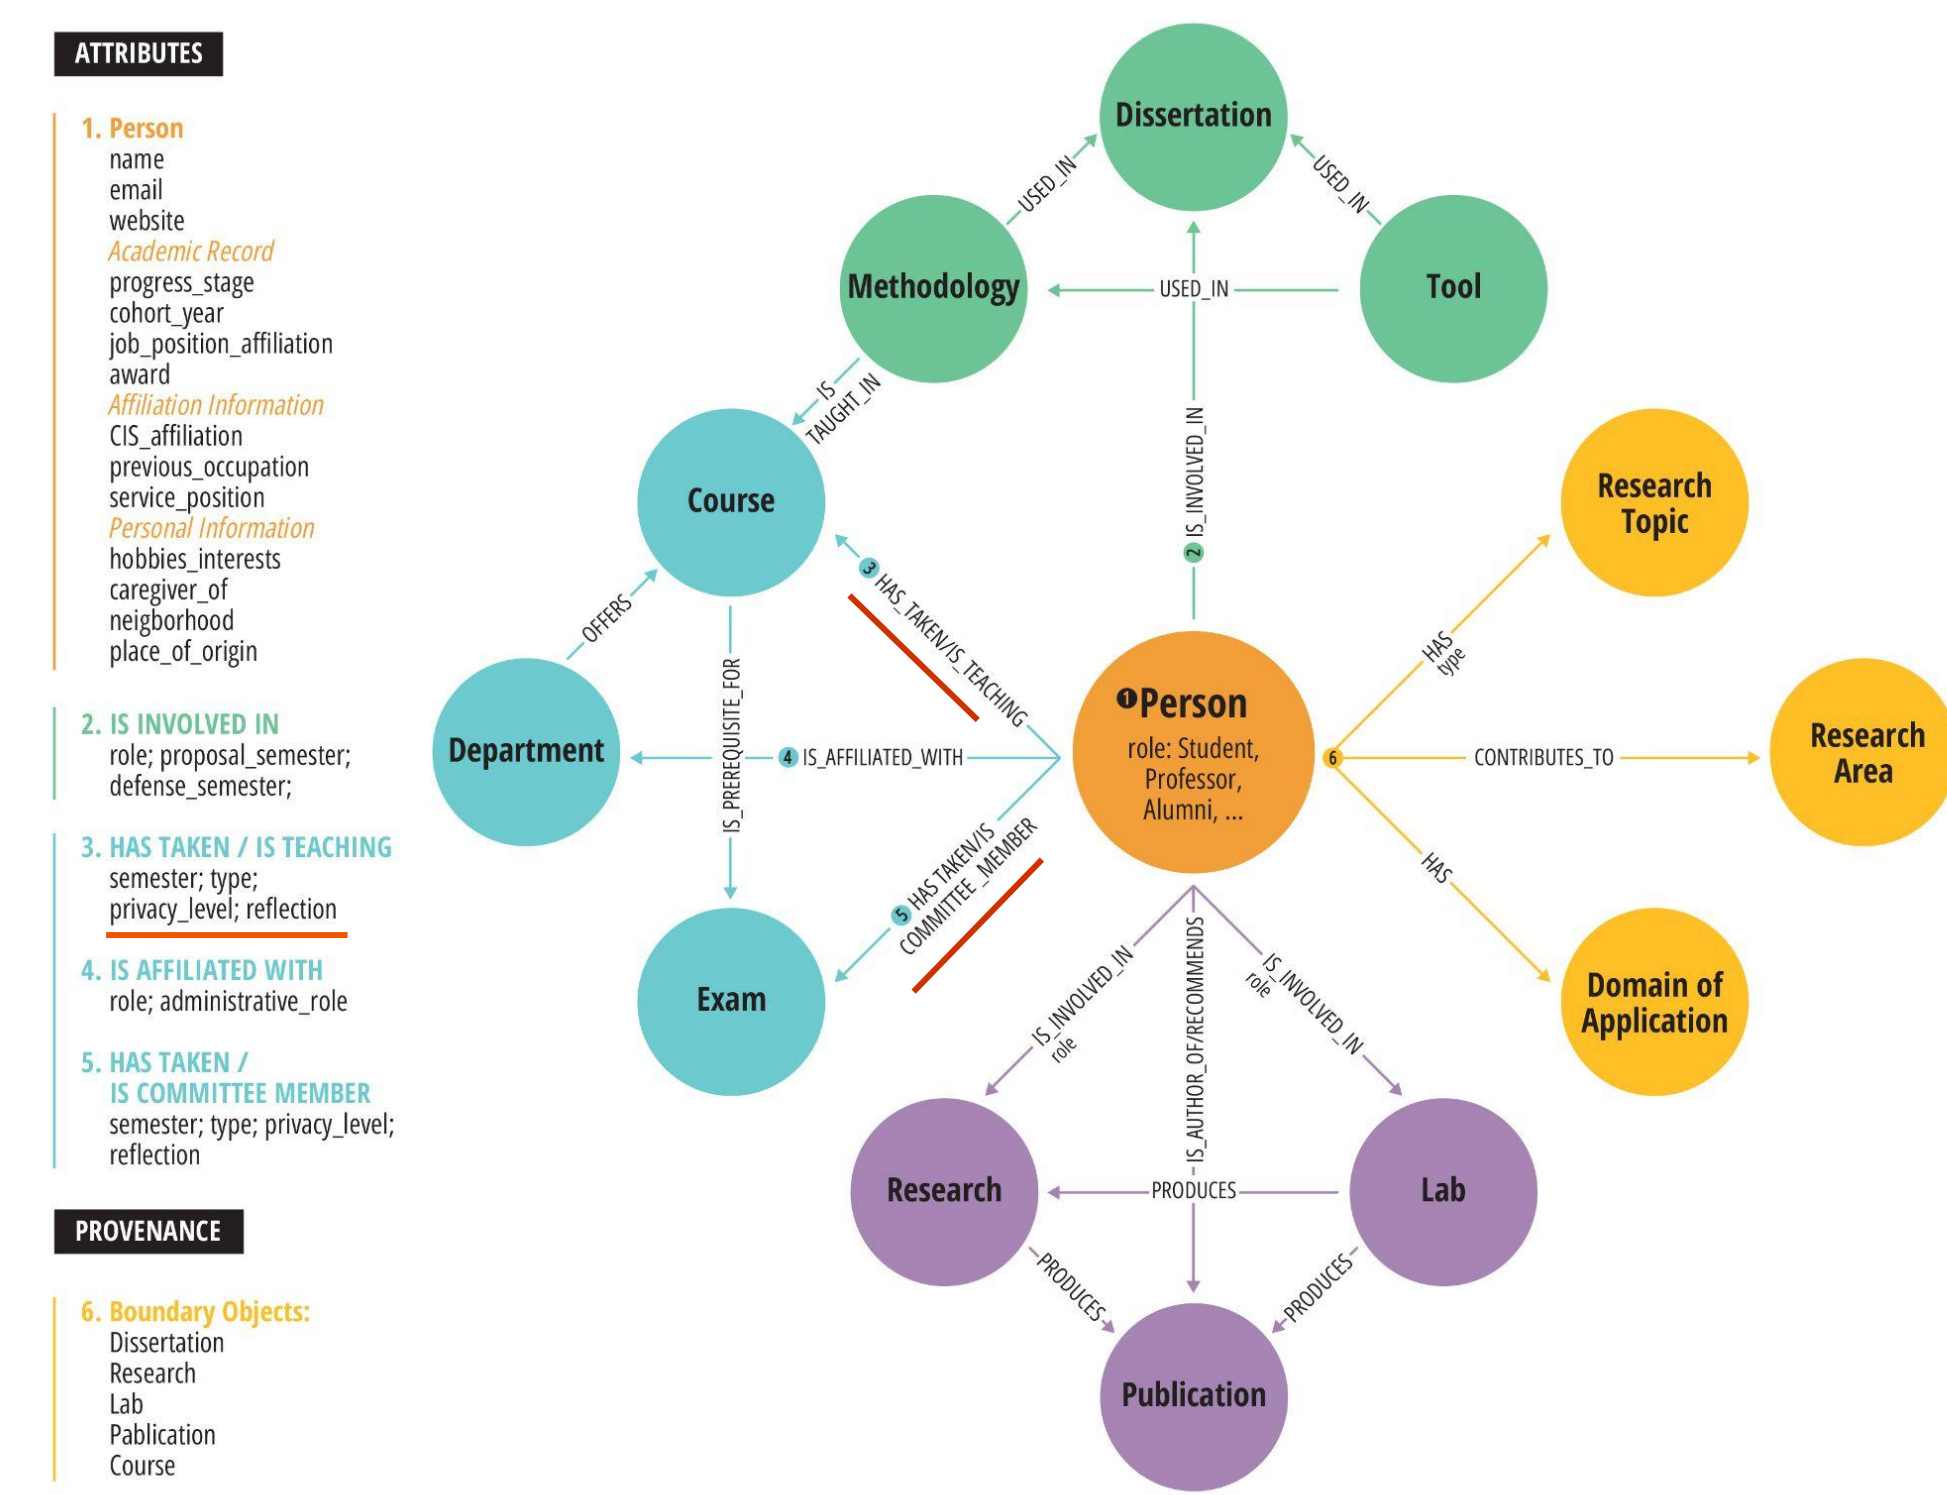 ATTRIBUTES
1. Person
name
email
website
Academic Record
progress_stage
cohort_year
job_position_affiliation
award
Affiliation Information
CIS_affiliation
previous_occupation
service_position
Personal Information
hobbies_interests
caregiver_of
neigborhood
place_of_origin
2. IS INVOLVED IN
role; proposal_semester;
defense_semester;
3. HAS TAKEN / IS TEACHING
semester; type;
privacy_level; reflection
4. IS AFFILIATED WITH
role; administrative_role
5. HAS TAKEN /
IS COMMITTEE MEMBER
semester; type; privacy_level;
reflection
PROVENANCE
6. Boundary Objects:
Dissertation
Research
Lab
Pablication
Course
Dissertation
USED_IN
USED_IN
Methodology
USED_IN
Tool
IS
TAUGHT_IN
2 IS_INVOLVED_IN
Course
Research
Topic
3 HAS_TAKEN/IS_TEACHING
OFFERS
HAS
type
IS_PREREQUISITE_FOR
Department
4 IS_AFFILIATED_WITH
1 Person
role: Student,
Professor,
Alumni, ...
6
CONTRIBUTES_TO
Research
Area
5 HAS TAKEN/IS
COMMITTEE_MEMBER
HAS
Exam
Domain of
Application
IS_INVOLVED_IN
role
IS_AUTHOR_OF/RECOMMENDS
IS_INVOLVED_IN
role
Research
PRODUCES
Lab
PRODUCES
PRODUCES
Publication